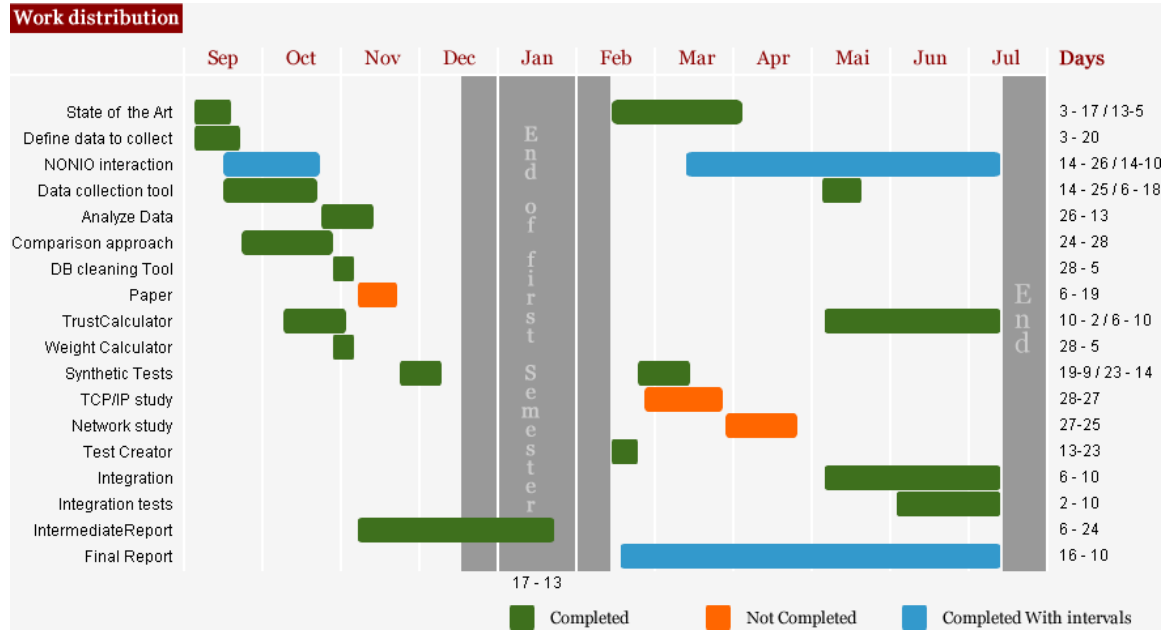 Work distribution
Sep Oct Nov Dec Jan Feb Mar Apr Mai Jun Jul Days
State of the Art 3 - 17 / 13-5
Define data to collect 3 - 20
NONIO interaction 14 - 26 / 14-10
Data collection tool 14 - 25 / 6 - 18
Analyze Data 26 - 13
Comparison approach 24 - 28
DB cleaning Tool 28 - 5
Paper 6 - 19
TrustCalculator 10 - 2 / 6 - 10
Weight Calculator 28 - 5
Synthetic Tests 19-9 / 23 - 14
TCP/IP study 28-27
Network study 27-25
Test Creator 13-23
Integration 6 - 10
Integration tests 2 - 10
IntermediateReport 6 - 24
Final Report 16 - 10
End of first Semester
End
17 - 13
Completed Not Completed Completed With intervals